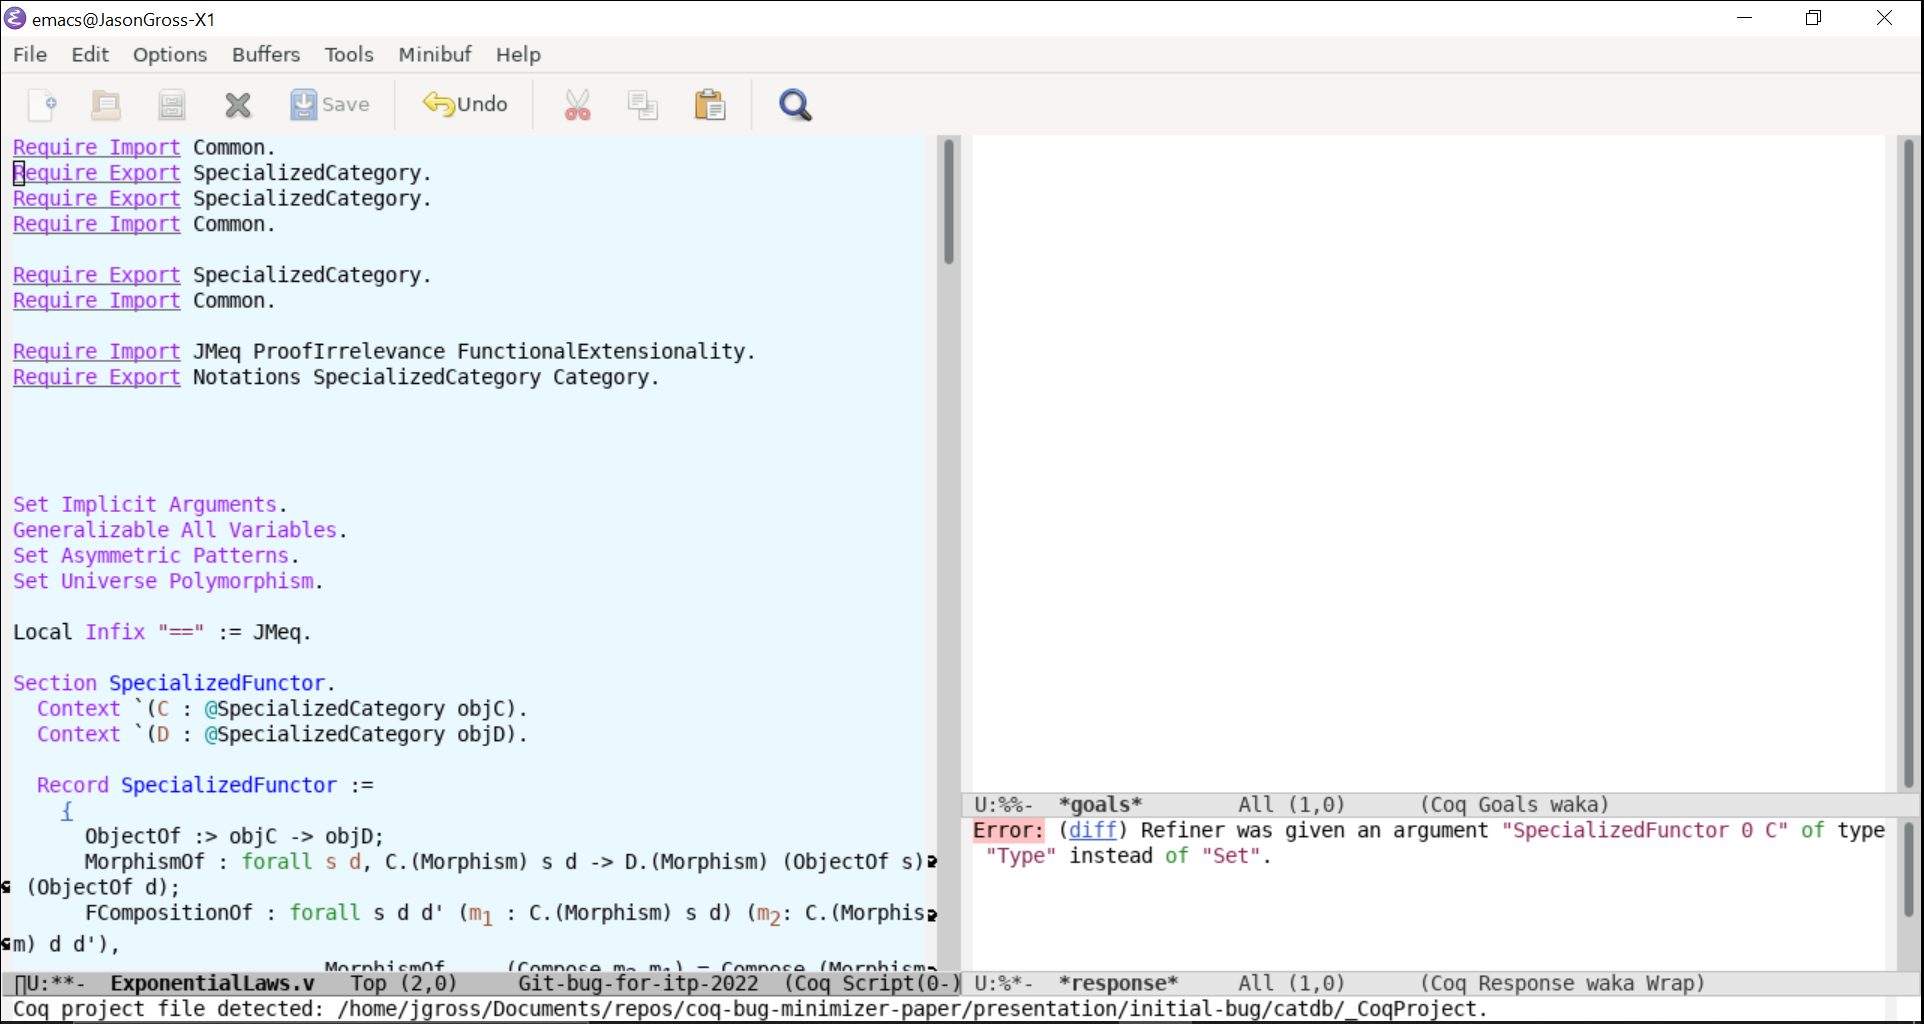 emacs@JasonGross-X1
File Edit Options Buffers Tools Minibuf Help
Save Undo
Require Import Common.
Require Export SpecializedCategory.
Require Export SpecializedCategory.
Require Import Common.
Require Export SpecializedCategory.
Require Import Common.
Require Import JMeq ProofIrrelevance FunctionalExtensionality.
Require Export Notations SpecializedCategory Category.
Set Implicit Arguments.
Generalizable All Variables.
Set Asymmetric Patterns.
Set Universe Polymorphism.
Local Infix "==" := JMeq.
Section SpecializedFunctor.
Context `(C : @SpecializedCategory objC).
Context `(D : @SpecializedCategory objD).
Record SpecializedFunctor :=
{
ObjectOf :> objC -> objD;
MorphismOf : forall s d, C.(Morphism) s d -> D.(Morphism) (ObjectOf s)
(ObjectOf d);
FCompositionOf : forall s d d' (m₁ : C.(Morphism) s d) (m₂: C.(Morphis
m) d d'),
MorphismOf _ _ (Compose m₂ m₁) = Compose (Morphism
U:**- ExponentialLaws.v Top (2,0) Git-bug-for-itp-2022 (Coq Script(0-)
U:%%- *goals* All (1,0) (Coq Goals waka)
Error: (diff) Refiner was given an argument "SpecializedFunctor 0 C" of type
"Type" instead of "Set".
U:%*- *response* All (1,0) (Coq Response waka Wrap)
Coq project file detected: /home/jgross/Documents/repos/coq-bug-minimizer-paper/presentation/initial-bug/catdb/_CoqProject.